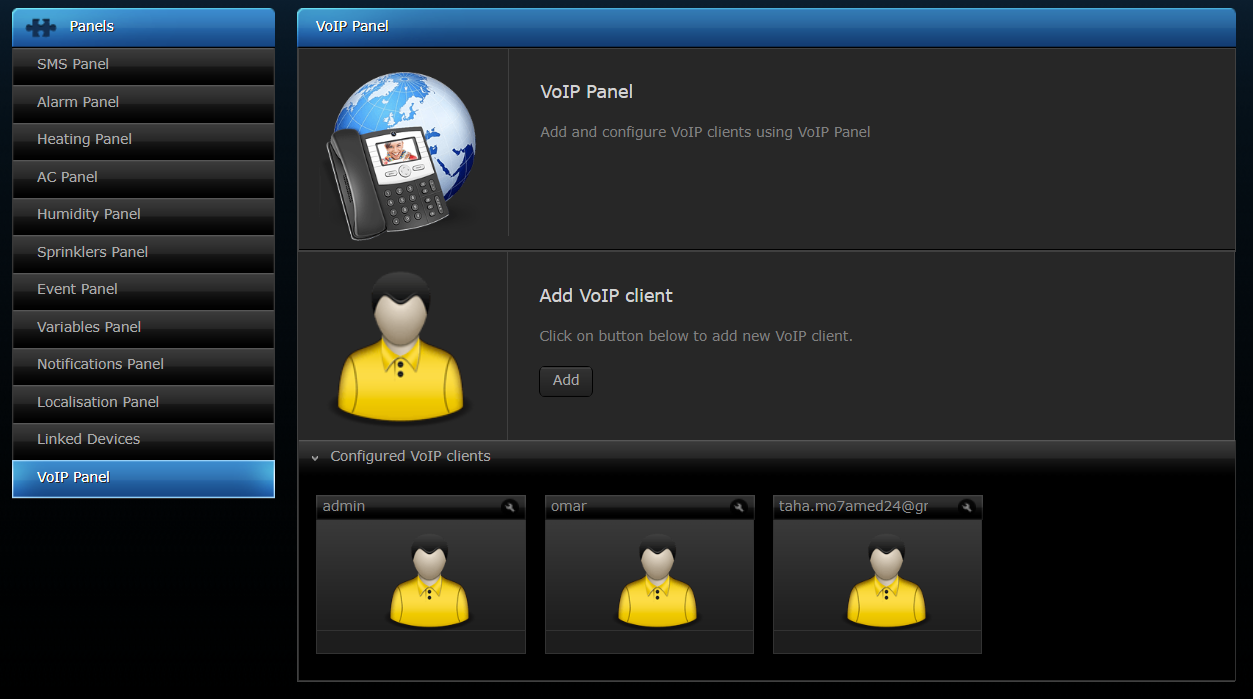 Panels
SMS Panel
Alarm Panel
Heating Panel
AC Panel
Humidity Panel
Sprinklers Panel
Event Panel
Variables Panel
Notifications Panel
Localisation Panel
Linked Devices
VoIP Panel
VoIP Panel
VoIP Panel
Add and configure VoIP clients using VoIP Panel
Add VoIP client
Click on button below to add new VoIP client.
Add
Configured VoIP clients
admin
omar
taha.mo7amed24@gr